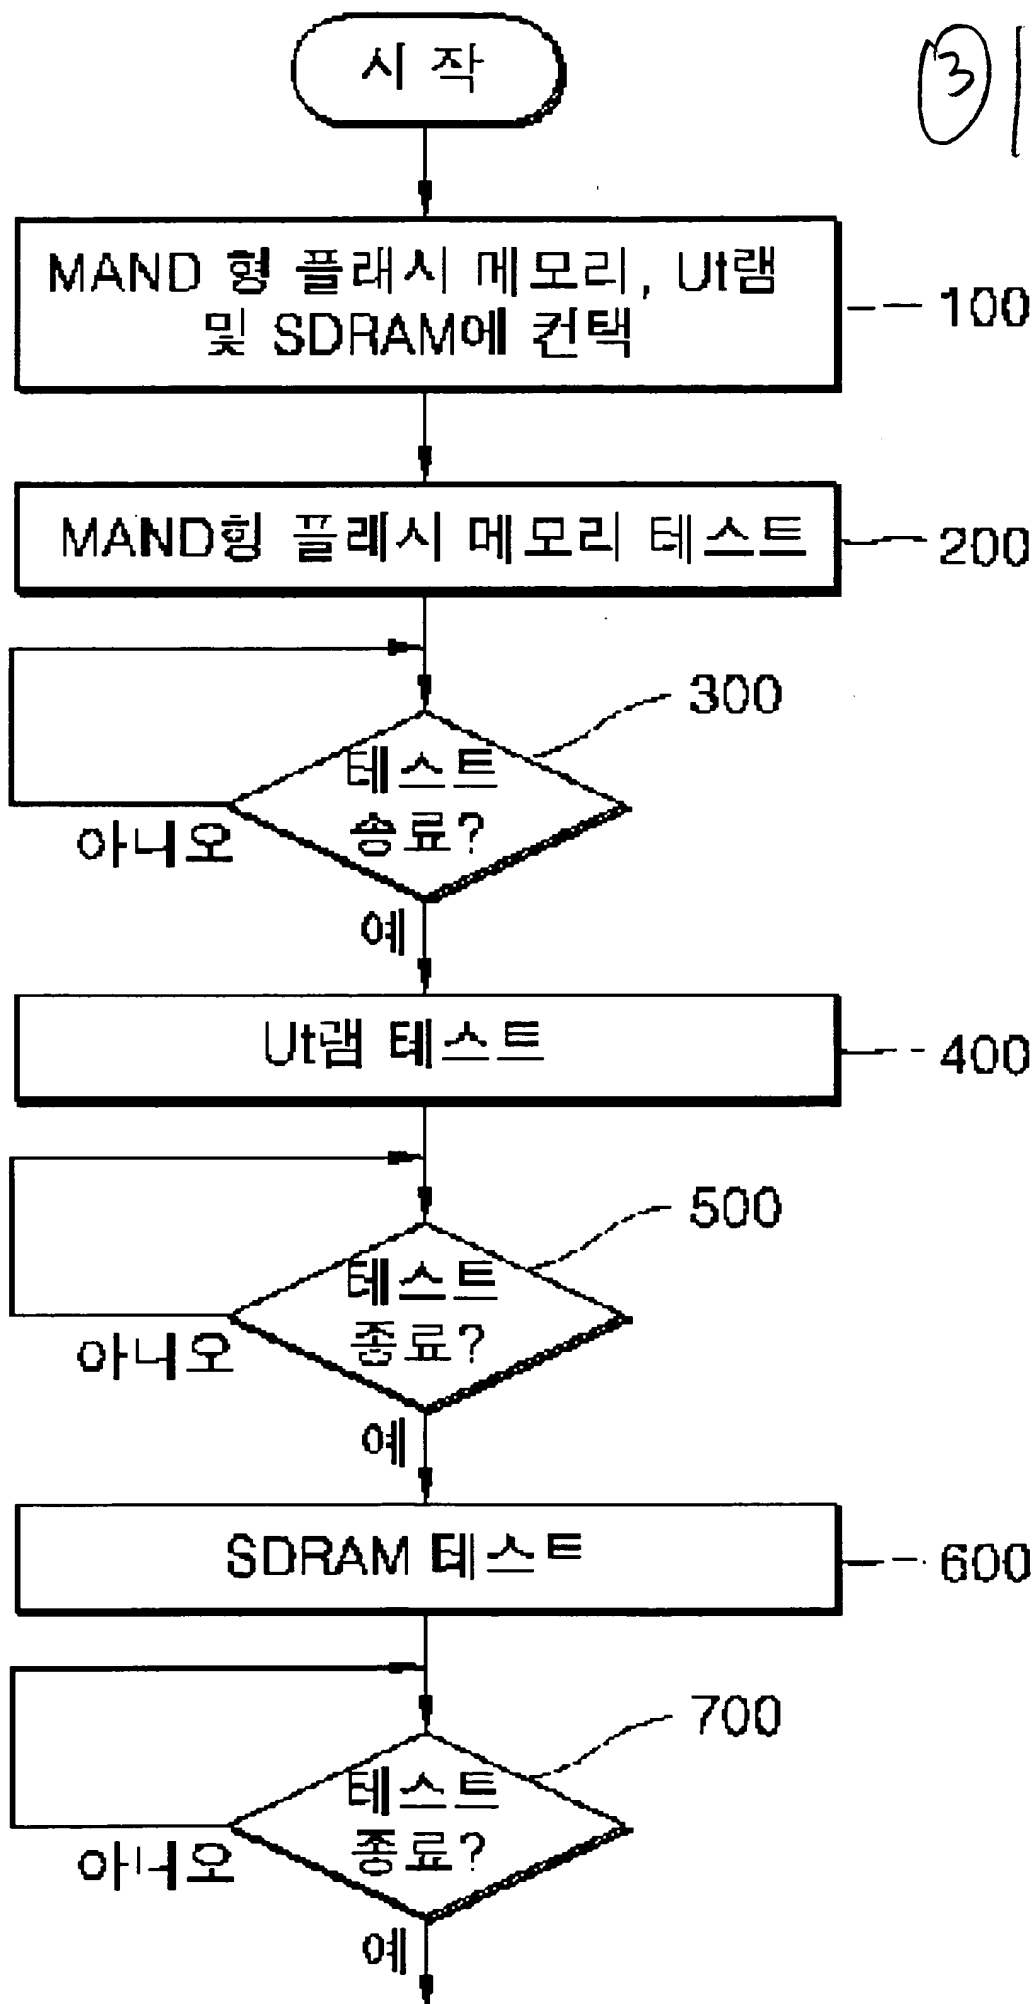 시 작
③
MAND 형 플래시 메모리, Ut램
및 SDRAM에 컨택
100
MAND형 플래시 메모리 테스트
200
300
테스트
종료?
아니오
예
Ut램 테스트
400
500
테스트
종료?
아니오
예
SDRAM 테스트
600
700
테스트
종료?
아니오
예